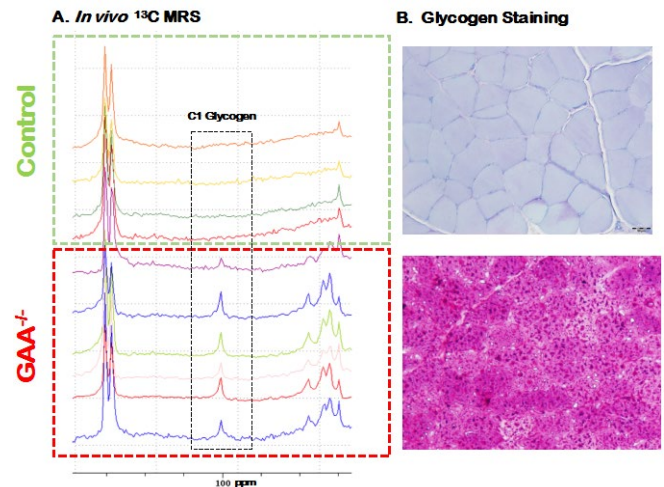 A. In vivo ¹³C MRS
B. Glycogen Staining
Control
C1 Glycogen
GAA⁻/⁻
100 ppm